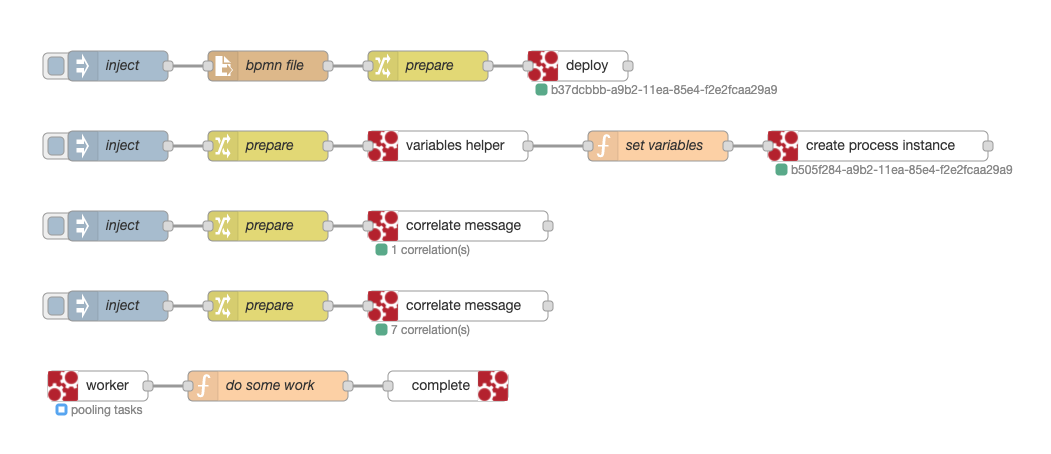 inject bpmn file prepare deploy
b37dcbbb-a9b2-11ea-85e4-f2e2fcaa29a9
inject prepare variables helper set variables create process instance
b505f284-a9b2-11ea-85e4-f2e2fcaa29a9
inject prepare correlate message
1 correlation(s)
inject prepare correlate message
7 correlation(s)
worker do some work complete
pooling tasks